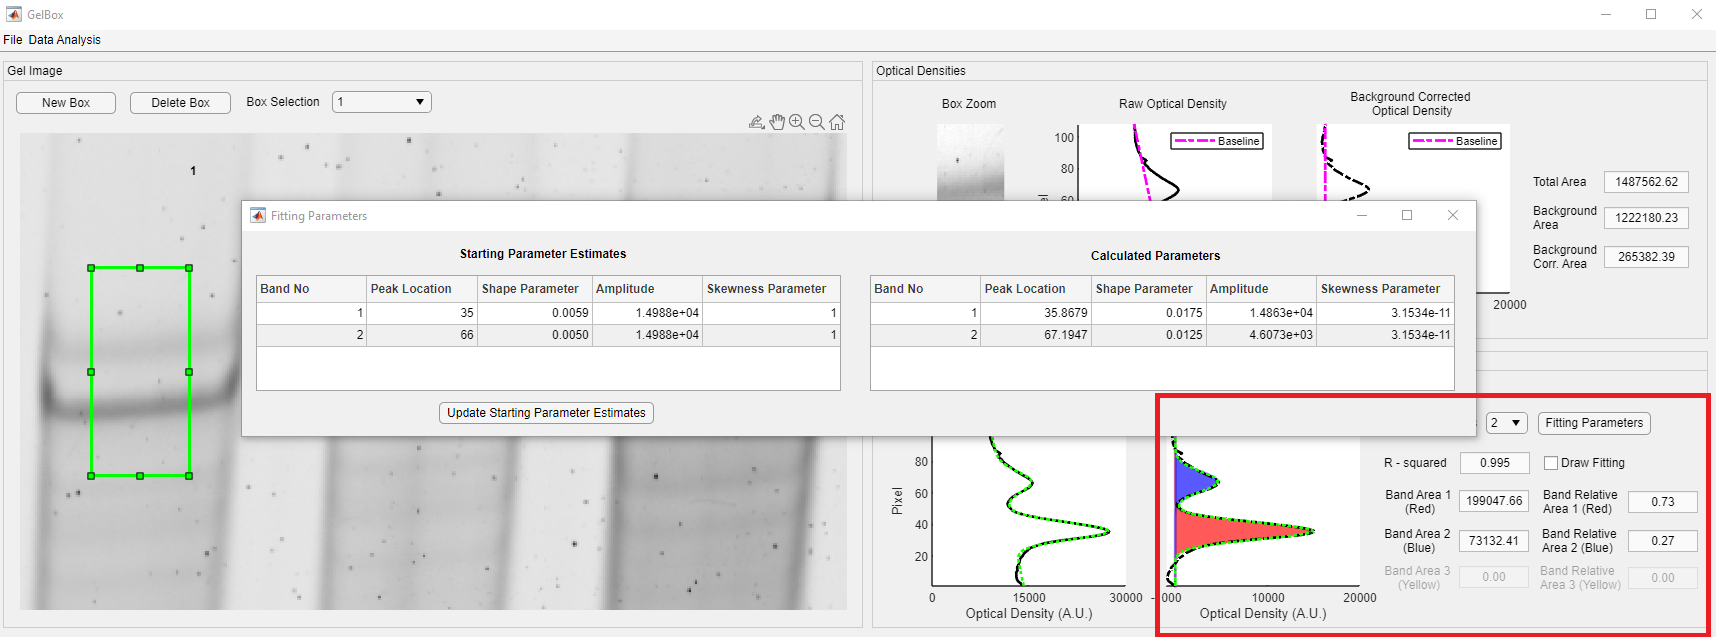 GelBox
File Data Analysis
Gel Image
New Box
Delete Box
Box Selection
1
1
Optical Densities
Box Zoom
Raw Optical Density
Background Corrected
Optical Density
100
80
60
Baseline
Baseline
20000
Total Area
1487562.62
Background
Area
1222180.23
Background
Corr. Area
265382.39
Fitting Parameters
Starting Parameter Estimates
Band No Peak Location Shape Parameter Amplitude Skewness Parameter
1 35 0.0059 1.4988e+04 1
2 66 0.0050 1.4988e+04 1
Update Starting Parameter Estimates
Calculated Parameters
Band No Peak Location Shape Parameter Amplitude Skewness Parameter
1 35.8679 0.0175 1.4863e+04 3.1534e-11
2 67.1947 0.0125 4.6073e+03 3.1534e-11
80
60
40
20
Pixel
0 15000 30000
Optical Density (A.U.)
000 10000 20000
Optical Density (A.U.)
2
Fitting Parameters
R - squared
0.995
Draw Fitting
Band Area 1
(Red)
199047.66
Band Relative
Area 1 (Red)
0.73
Band Area 2
(Blue)
73132.41
Band Relative
Area 2 (Blue)
0.27
Band Area 3
(Yellow)
0.00
Band Relative
Area 3 (Yellow)
0.00